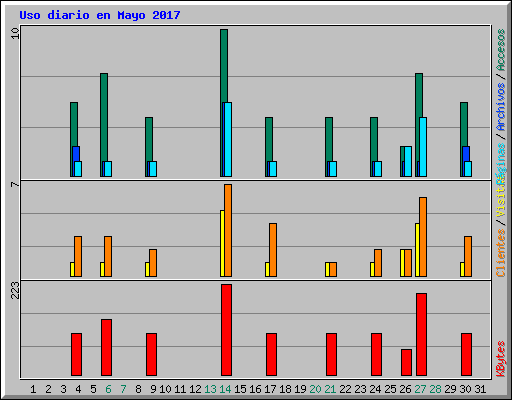 Uso diario en Mayo 2017
10
7
223
Accesos / Archivos / Páginas
Clientes / Visitas
KBytes
1 2 3 4 5 6 7 8 9 10 11 12 13 14 15 16 17 18 19 20 21 22 23 24 25 26 27 28 29 30 31